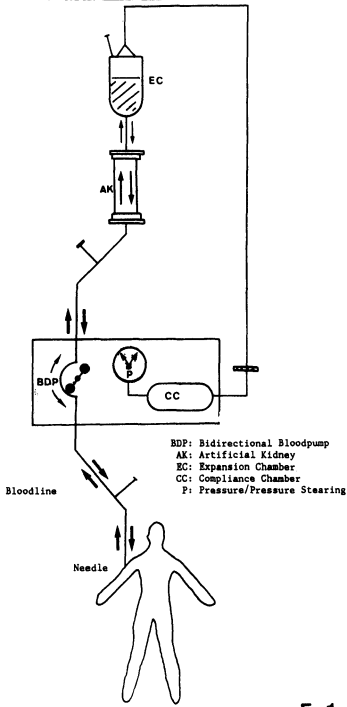 EC
AK
BDP
P
CC
BDP: Bidirectional Bloodpump
AK: Artificial Kidney
EC: Expansion Chamber
CC: Compliance Chamber
P: Pressure/Pressure Stearing
Bloodline
Needle